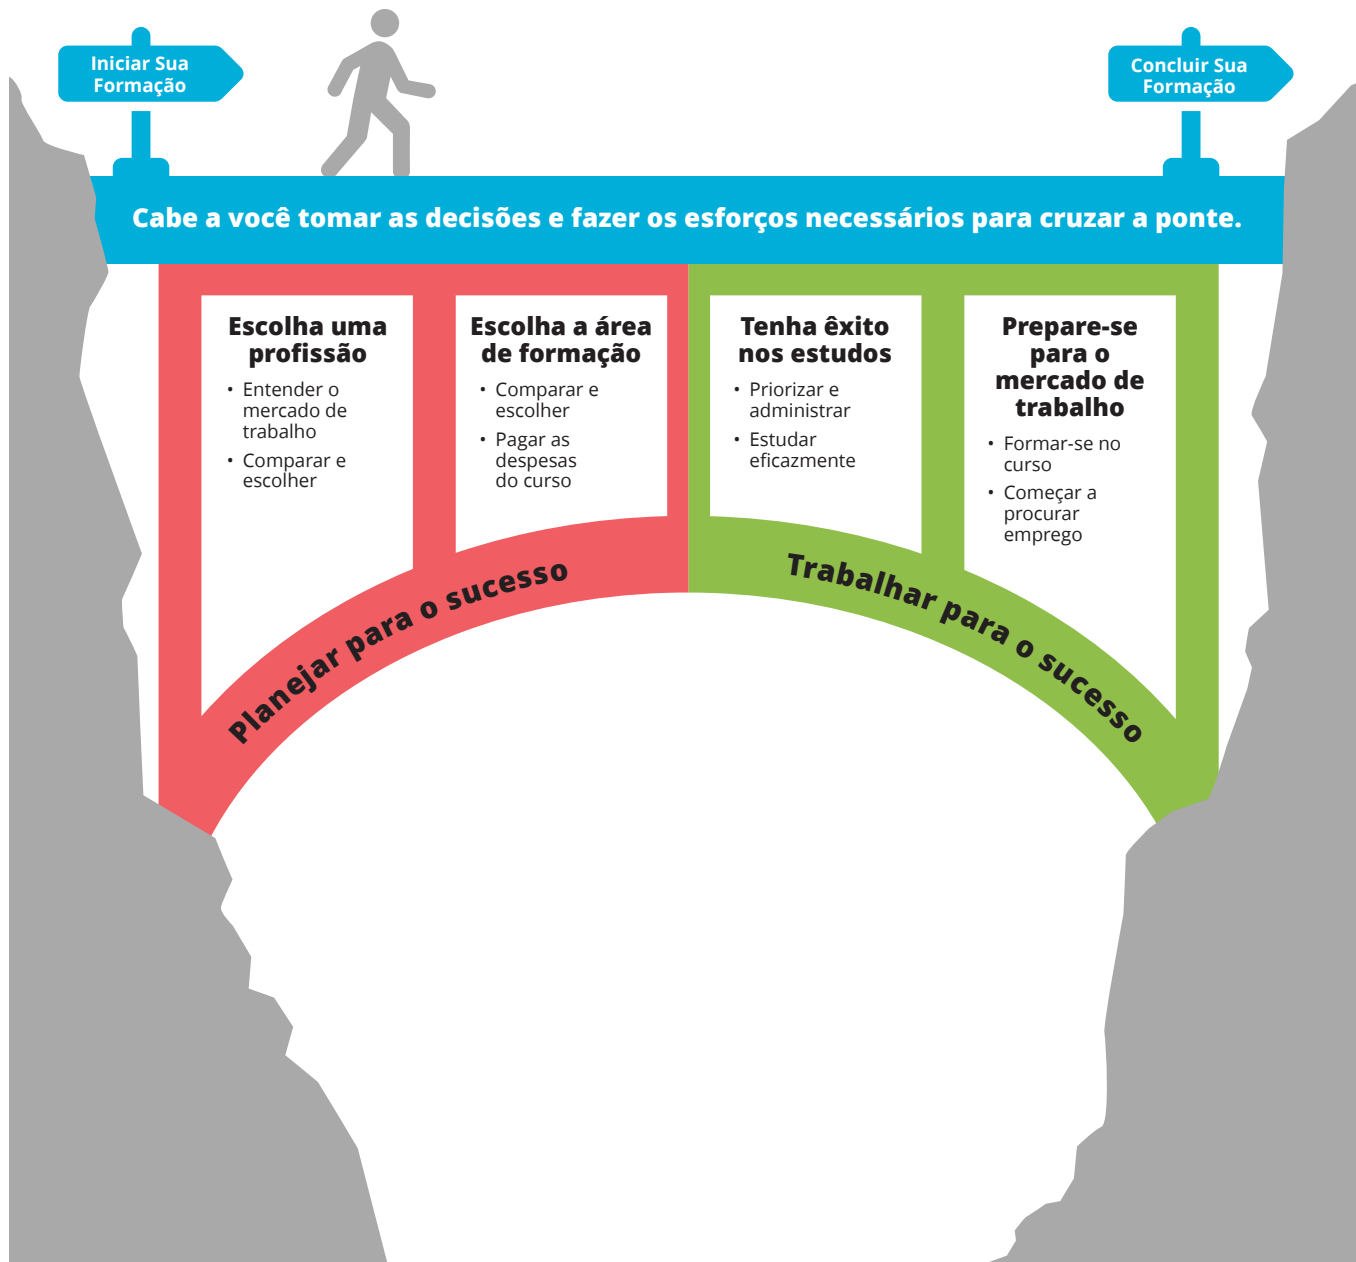 Iniciar Sua
Formação
Concluir Sua
Formação
Cabe a você tomar as decisões e fazer os esforços necessários para cruzar a ponte.
Escolha uma
profissão
• Entender o
mercado de
trabalho
• Comparar e
escolher
Escolha a área
de formação
• Comparar e
escolher
• Pagar as
despesas
do curso
Tenha êxito
nos estudos
• Priorizar e
administrar
• Estudar
eficazmente
Prepare-se
para o
mercado de
trabalho
• Formar-se no
curso
• Começar a
procurar
emprego
Planejar para o sucesso
Trabalhar para o sucesso